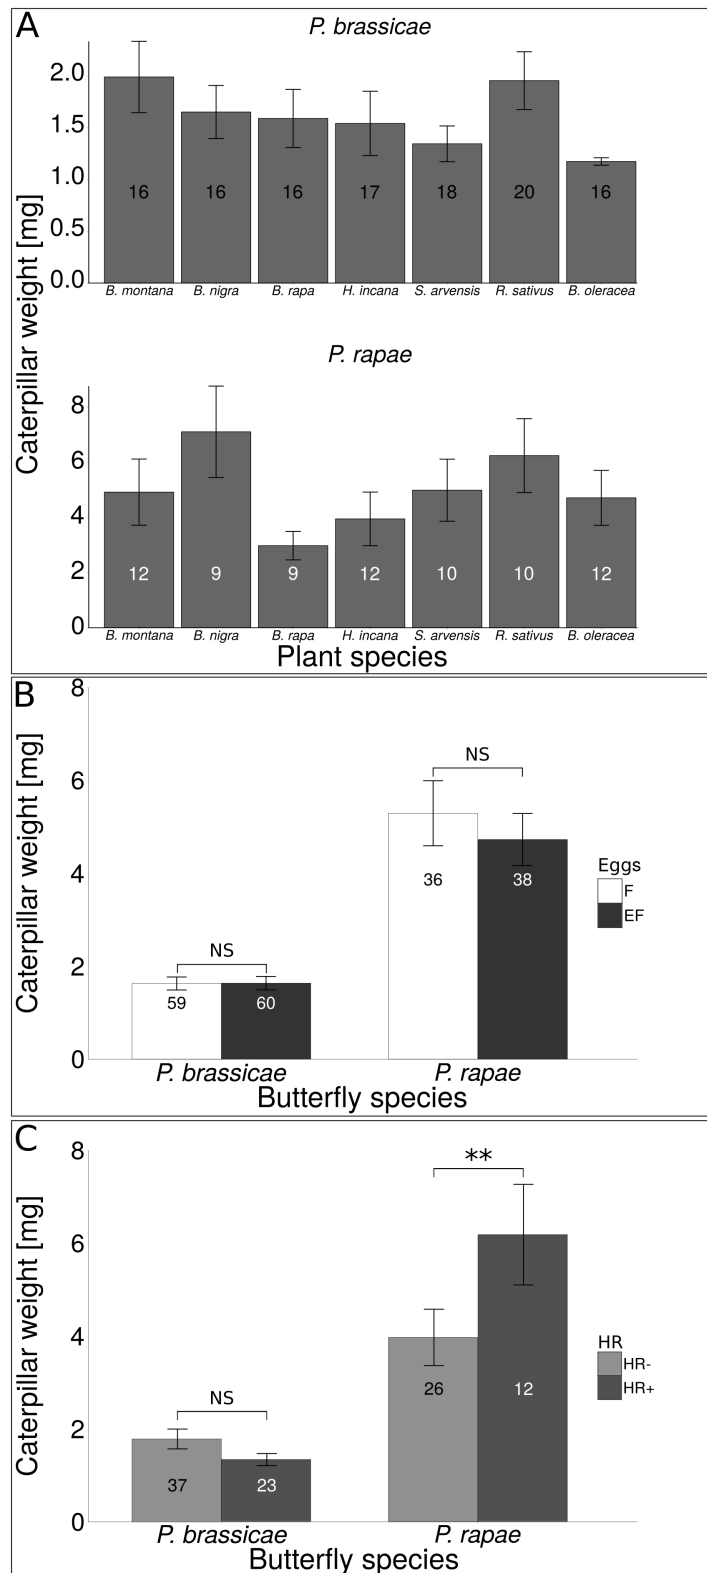 A
P. brassicae
2.0
1.5
1.0
0.5
0.0
16 16 16 17 18 20 16
B. montana B. nigra B. rapa H. incana S. arvensis R. sativus B. oleracea
Caterpillar weight [mg]
P. rapae
8
6
4
2
0
12 9 9 12 10 10 12
B. montana B. nigra B. rapa H. incana S. arvensis R. sativus B. oleracea
Plant species
B
Caterpillar weight [mg]
8
6
4
2
0
NS
NS
59 60 36 38
Eggs
F
EF
P. brassicae P. rapae
Butterfly species
C
Caterpillar weight [mg]
8
6
4
2
0
NS
**
37 23 26 12
HR
HR-
HR+
P. brassicae P. rapae
Butterfly species